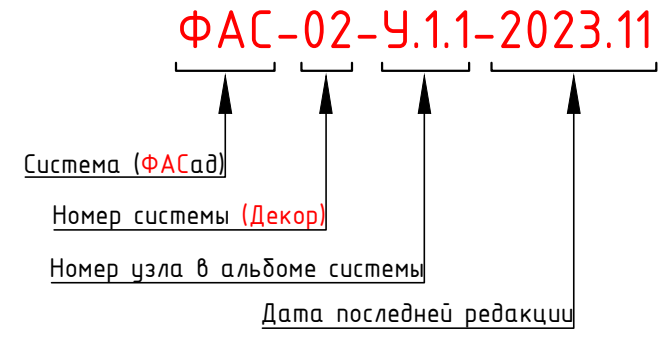 ФАС-02-У.1.1-2023.11
Система (ФАСад)
Номер системы (Декор)
Номер узла в альбоме системы
Дата последней редакции